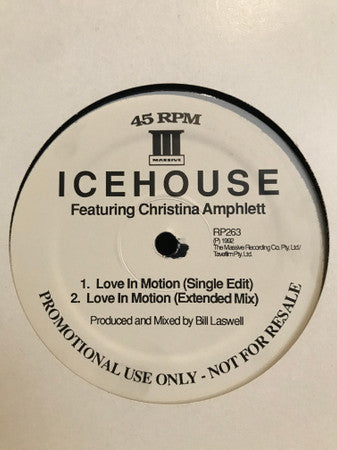 45 RPM
III
MASSIVE
ICEHOUSE
Featuring Christina Amphlett
RP263
(P) 1992
The Massive Recording Co. Pty. Ltd/
Tavefilm Pty. Ltd.
1. Love In Motion (Single Edit)
2. Love In Motion (Extended Mix)
Produced and Mixed by Bill Laswell
PROMOTIONAL USE ONLY - NOT FOR RESALE